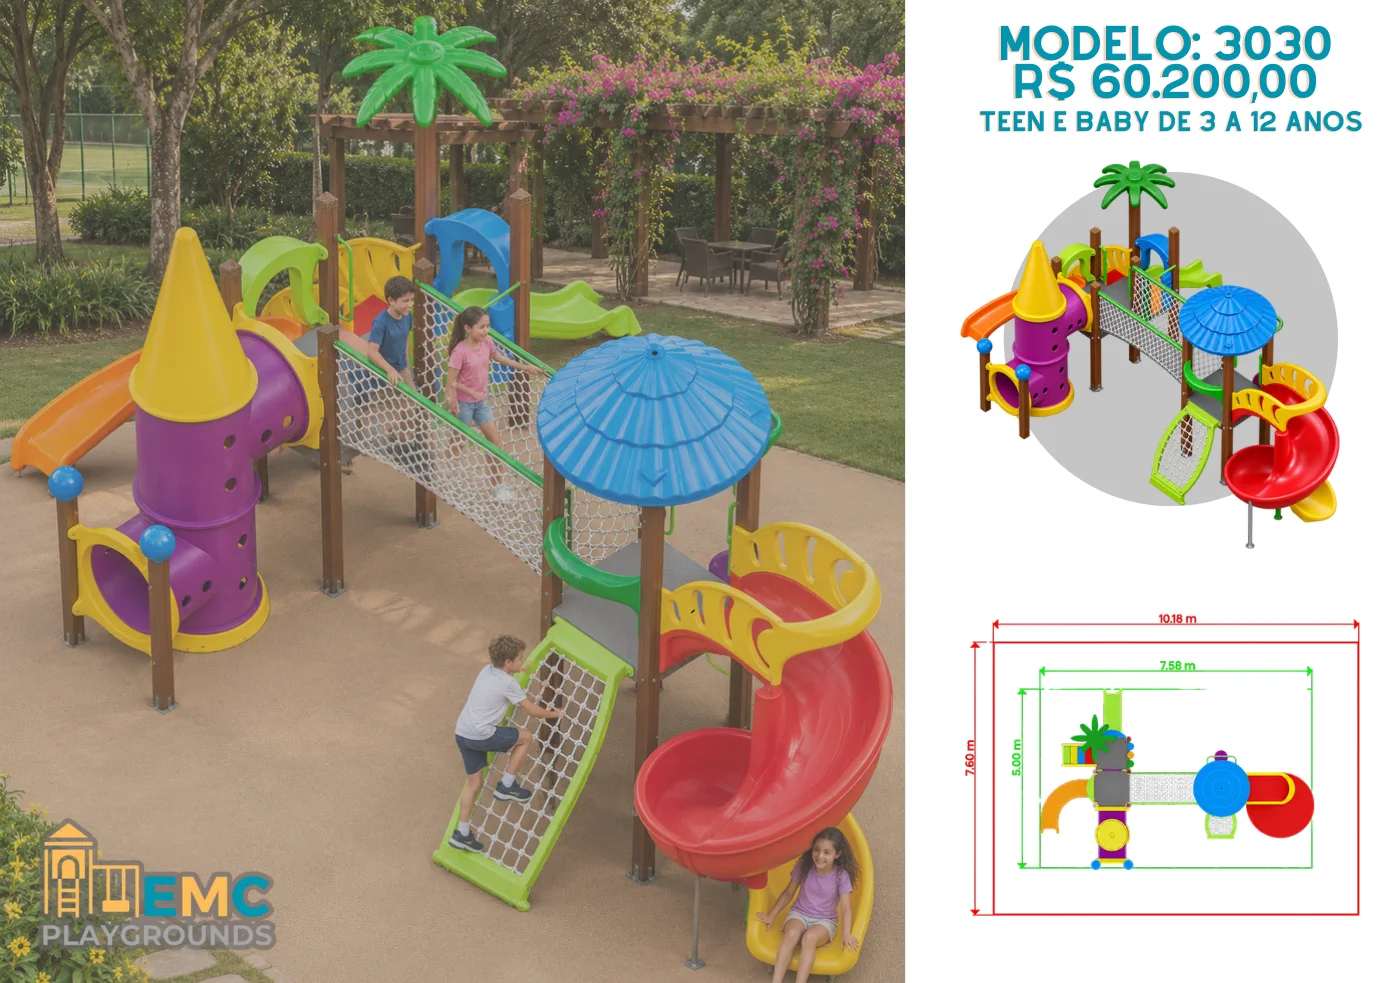 MODELO: 3030
R$ 60.200,00
TEEN E BABY DE 3 A 12 ANOS
10.18 m
7.58 m
7.60 m
5.00 m
EMC
PLAYGROUNDS